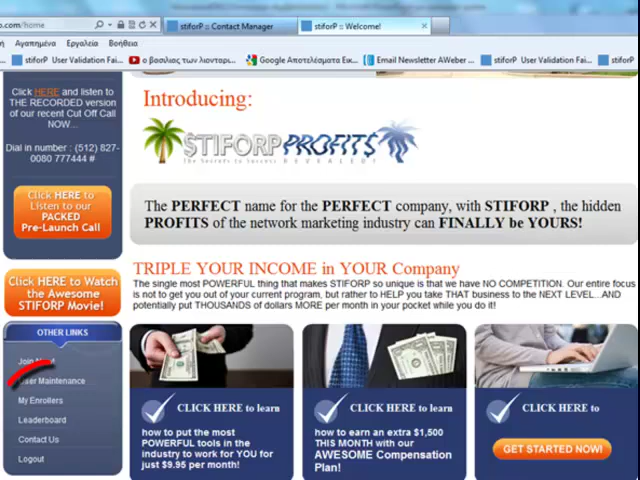 o.com/home
stiforP :: Contact Manager
stiforP :: Welcome!
ή Αγαπημένα Εργαλεία Βοήθεια
stiforP User Validation Fai... ο βασιλιας των λιονταρι... Google Αποτελέσματα Εικ... Email Newsletter AWeber ... stiforP User Validation Fai... stiforP
Click HERE and listen to
THE RECORDED version
of our recent Cut Off Call
NOW...
Dial in number : (512) 827-
0080 777444 #
Click HERE to
Listen to our
PACKED
Pre-Launch Call
Click HERE to Watch
the Awesome
STIFORP Movie!
OTHER LINKS
Join
User Maintenance
My Enrollers
Leaderboard
Contact Us
Logout
Introducing:
$TIFORP PROFIT$
The Secrets to Success REVEALED!
The PERFECT name for the PERFECT company, with STIFORP , the hidden
PROFITS of the network marketing industry can FINALLY be YOURS!
TRIPLE YOUR INCOME in YOUR Company
The single most POWERFUL thing that makes STIFORP so unique is that we have NO COMPETITION. Our entire focus
is not to get you out of your current program, but rather to HELP you take THAT business to the NEXT LEVEL...AND
potentially put THOUSANDS of dollars MORE per month in your pocket while you do it!
CLICK HERE to learn
how to put the most
POWERFUL tools in the
industry to work for YOU for
just $9.95 per month!
CLICK HERE to learn
how to earn an extra $1,500
THIS MONTH with our
AWESOME Compensation
Plan!
CLICK HERE to
GET STARTED NOW!